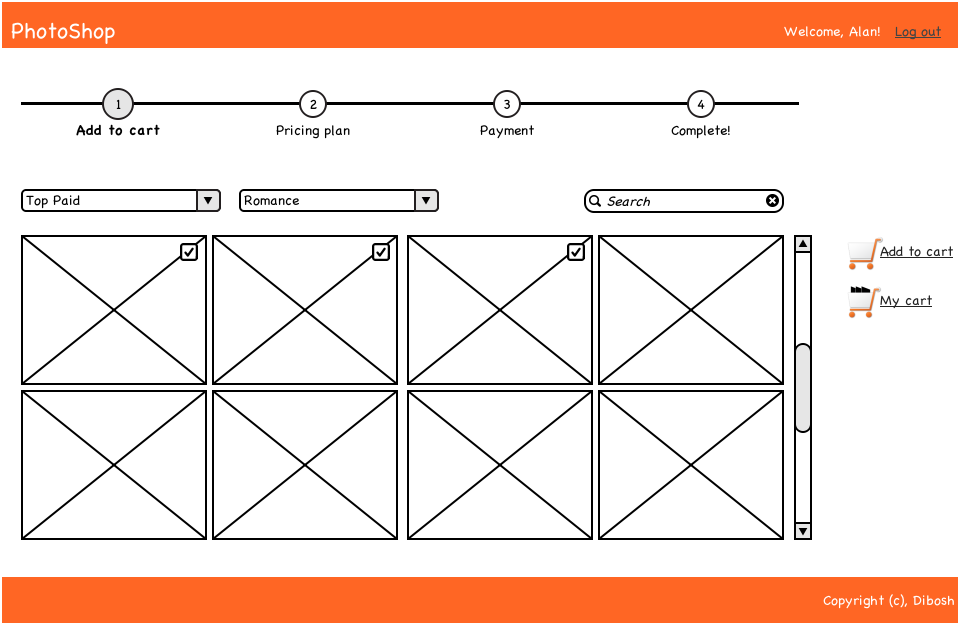 PhotoShop
Welcome, Alan! Log out
1 2 3 4
Add to cart Pricing plan Payment Complete!
Top Paid Romance Search
Add to cart
My cart
Copyright (c), Dibosh